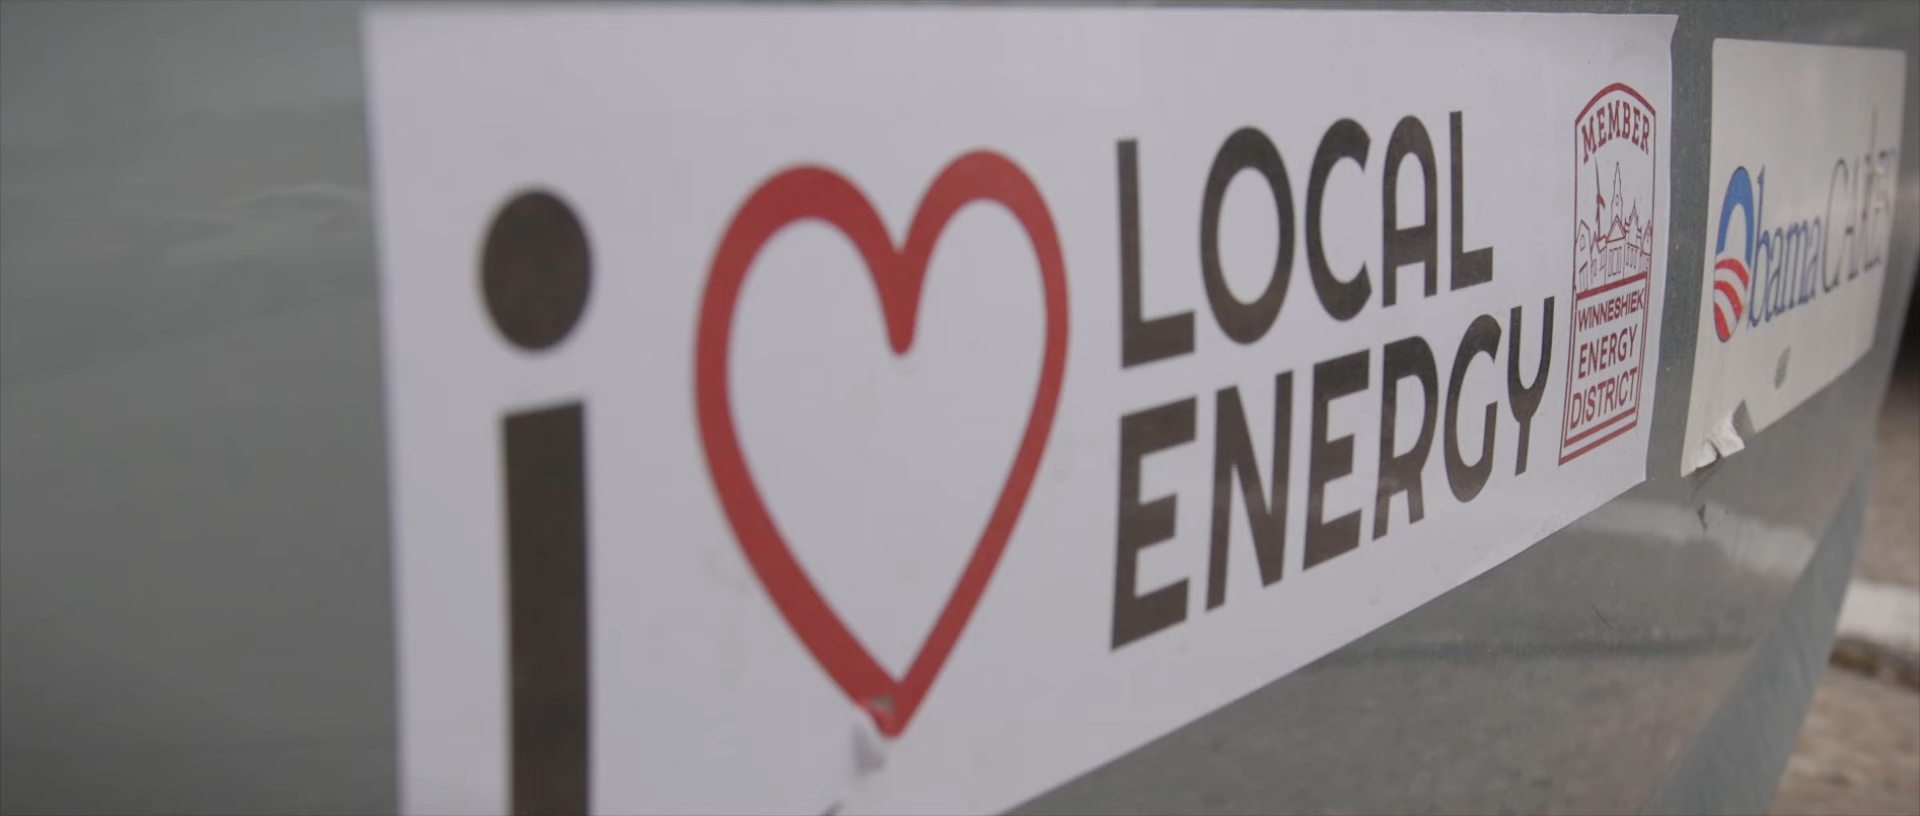 i
LOCAL
ENERGY
MEMBER
WINNESHIEK
ENERGY
DISTRICT
ObamaCARES